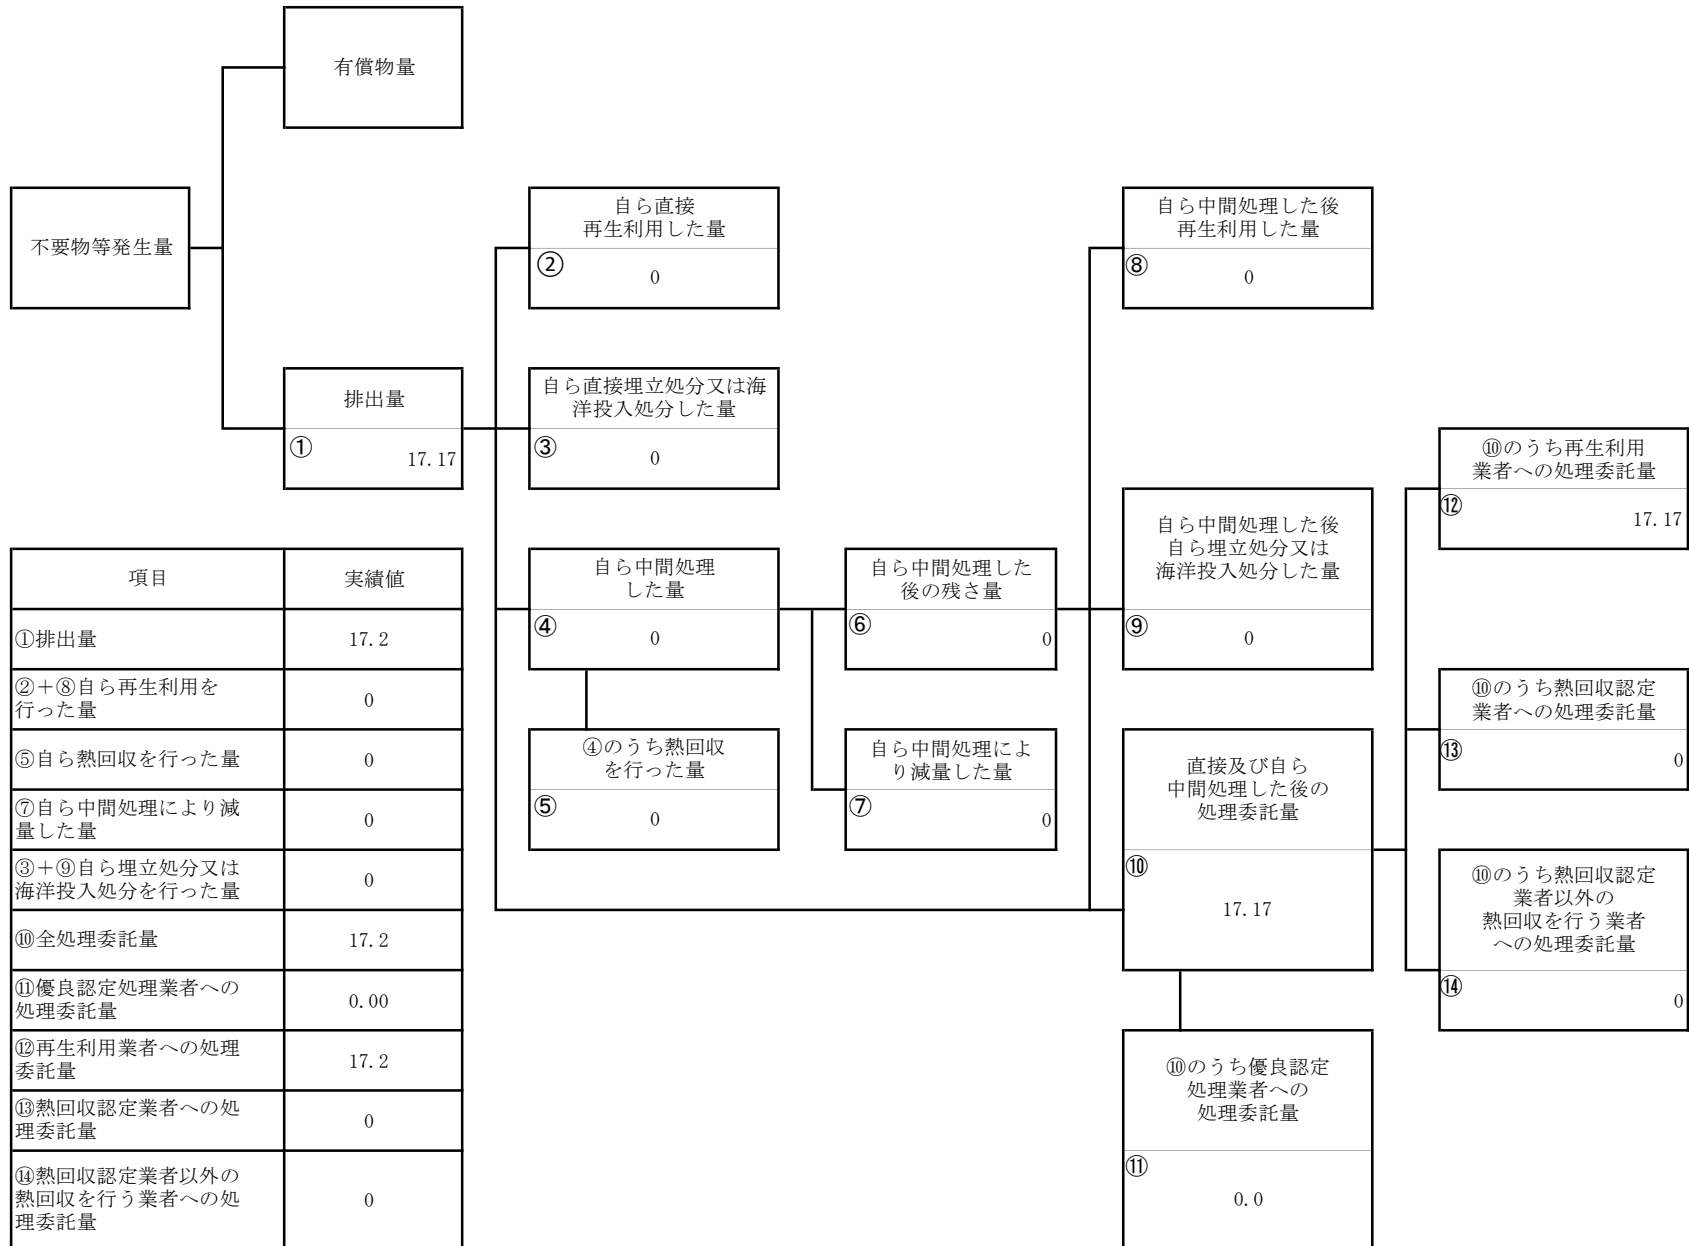 有償物量
不要物等発生量
自ら直接
再生利用した量
②
0
自ら中間処理した後
再生利用した量
⑧
0
排出量
①
17.17
自ら直接埋立処分又は海
洋投入処分した量
③
0
⑩のうち再生利用
業者への処理委託量
⑫
17.17
自ら中間処理
した量
④
0
自ら中間処理した
後の残さ量
⑥
0
自ら中間処理した後
自ら埋立処分又は
海洋投入処分した量
⑨
0
⑩のうち熱回収認定
業者への処理委託量
⑬
0
④のうち熱回収
を行った量
⑤
0
自ら中間処理によ
り減量した量
⑦
0
直接及び自ら
中間処理した後の
処理委託量
⑩
17.17
⑩のうち熱回収認定
業者以外の
熱回収を行う業者
への処理委託量
⑭
0
⑩のうち優良認定
処理業者への
処理委託量
⑪
0.0
項目 実績値
①排出量 17.2
②+⑧自ら再生利用を
行った量 0
⑤自ら熱回収を行った量 0
⑦自ら中間処理により減
量した量 0
③+⑨自ら埋立処分又は
海洋投入処分を行った量 0
⑩全処理委託量 17.2
⑪優良認定処理業者への
処理委託量 0.00
⑫再生利用業者への処理
委託量 17.2
⑬熱回収認定業者への処
理委託量 0
⑭熱回収認定業者以外の
熱回収を行う業者への処
理委託量 0